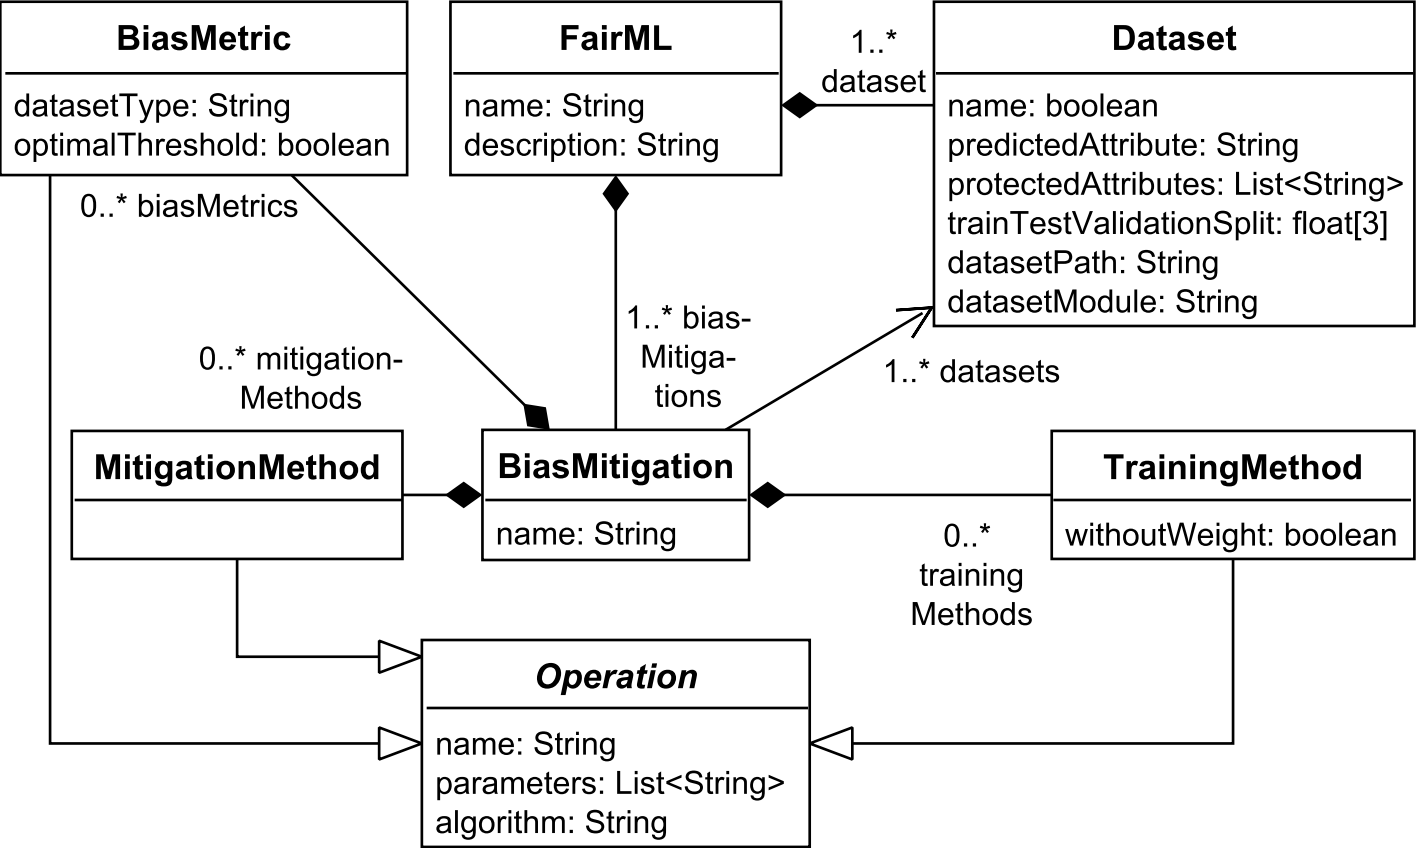 BiasMetric
datasetType: String
optimalThreshold: boolean
FairML
name: String
description: String
1..*
dataset
Dataset
name: boolean
predictedAttribute: String
protectedAttributes: List<String>
trainTestValidationSplit: float[3]
datasetPath: String
datasetModule: String
0..* biasMetrics
1..* bias-
Mitiga-
tions
0..* mitigation-
Methods
1..* datasets
MitigationMethod
BiasMitigation
name: String
TrainingMethod
withoutWeight: boolean
0..*
training
Methods
Operation
name: String
parameters: List<String>
algorithm: String